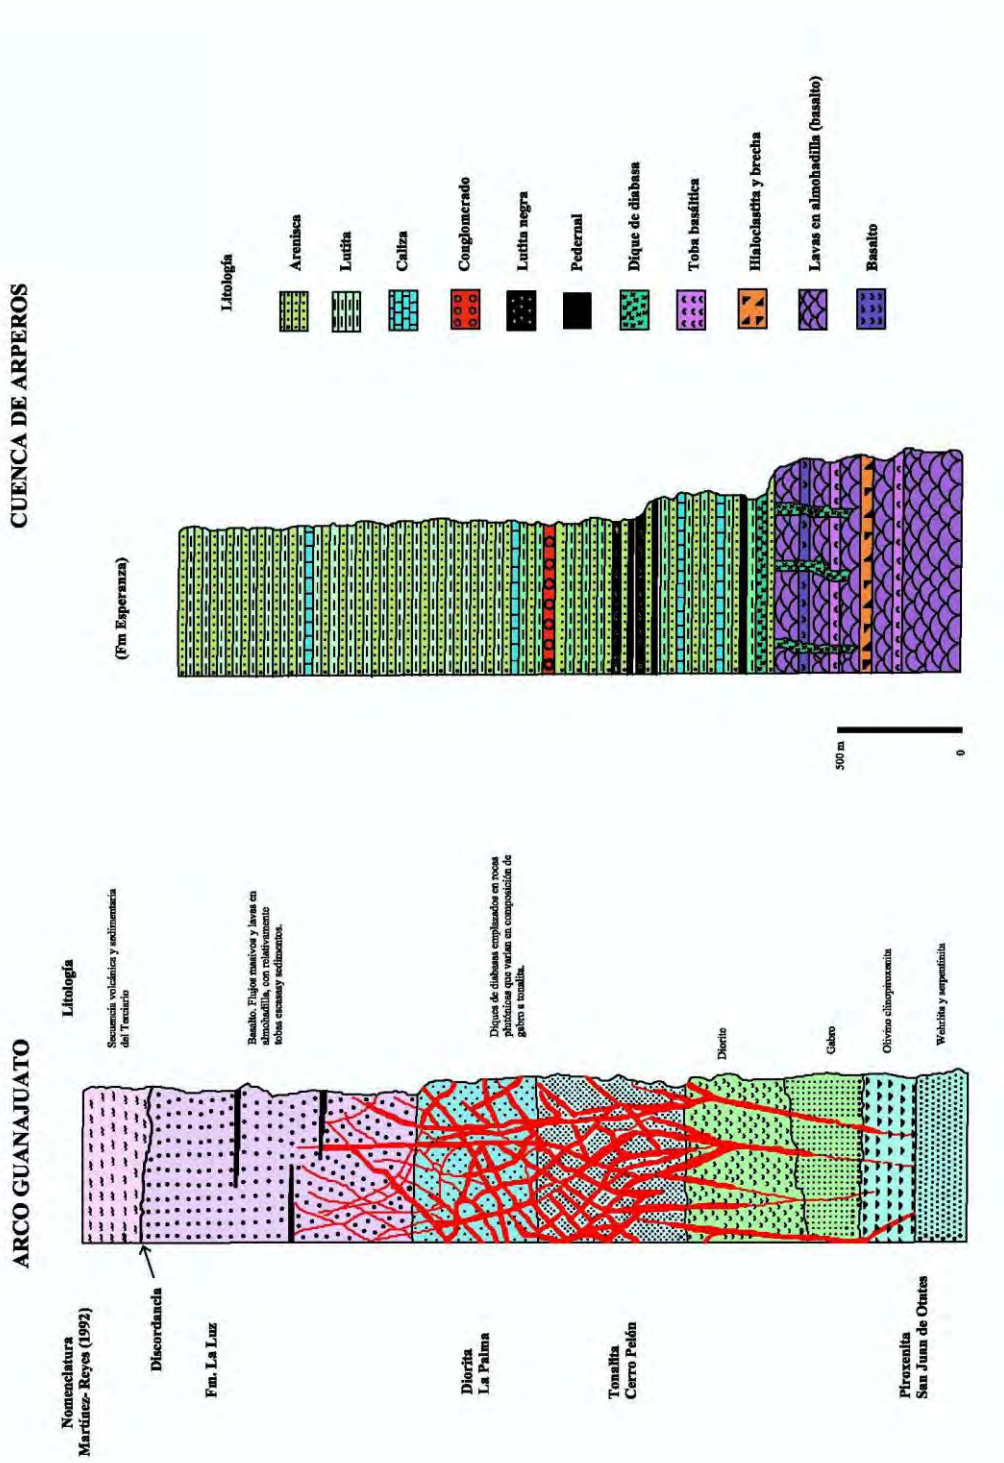 ARCO GUANAJUATO
Nomenclatura
Martínez- Reyes (1992)
Litología
Discordancia
Secuencia volcánica y sedimentaria
del Terciario
Fm. La Luz
Basalto. Flujos masivos y lavas en
almohadilla, con relativamente
tobas escasasy sedimentos.
Diorita
La Palma
Diques de diabasas emplazados en rocas
plutónicas que varían en composición de
gabro a tonalita.
Tonalita
Cerro Pelón
Diorite
Gabro
Olivino clinopiroxenita
Piroxenita
San Juan de Otates
Wehrlita y serpentinita
CUENCA DE ARPEROS
(Fm Esperanza)
500 m
0
Litología
Arenisca
Lutita
Caliza
Conglomerado
Lutita negra
Pedernal
Dique de diabasa
Toba basáltica
Hialoclastita y brecha
Lavas en almohadilla (basalto)
Basalto